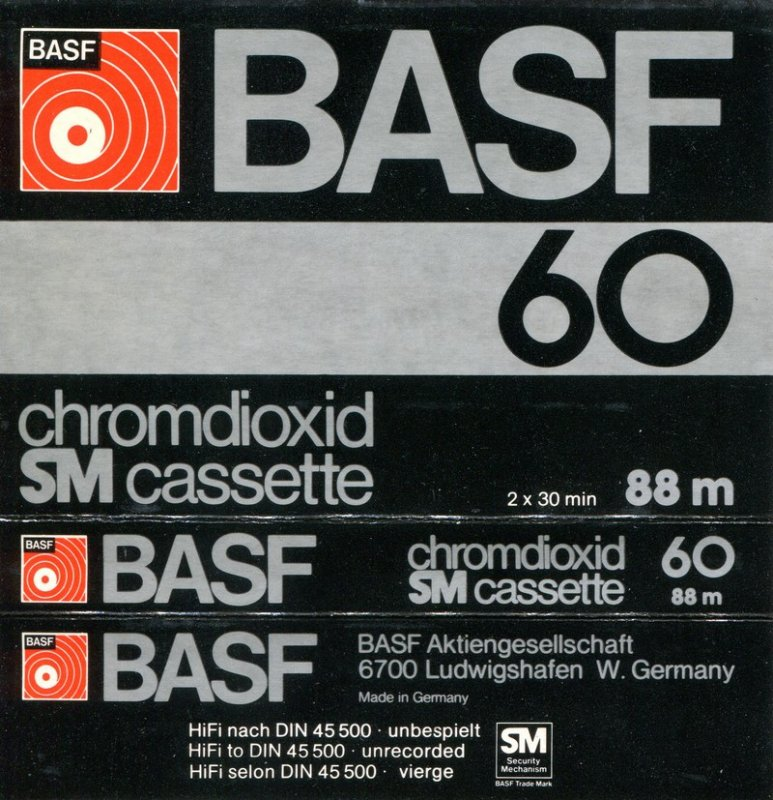 BASF
BASF
60
chromdioxid
SM cassette
2 x 30 min 88 m
BASF
BASF
chromdioxid 60
SM cassette 88 m
BASF
BASF
BASF Aktiengesellschaft
6700 Ludwigshafen W. Germany
Made in Germany
HiFi nach DIN 45 500 · unbespielt
HiFi to DIN 45 500 · unrecorded
HiFi selon DIN 45 500 · vierge
SM
Security
Mechanism
BASF Trade Mark